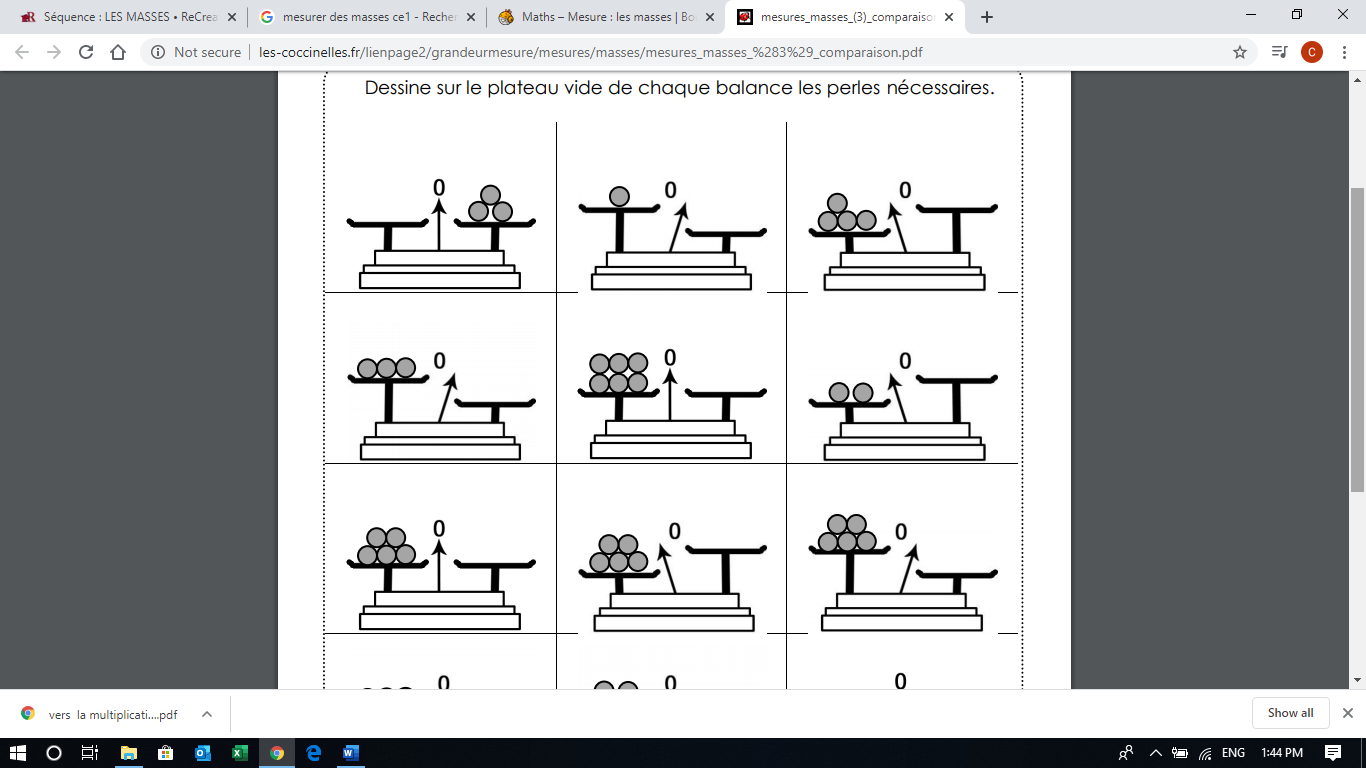 Séquence : LES MASSES • ReCrea
mesurer des masses ce1 - Recher
Maths – Mesure : les masses | Bo
mesures_masses_(3)_comparaiso
Not secure | les-coccinelles.fr/lienpage2/grandeurmesure/mesures/masses/mesures_masses_%283%29_comparaison.pdf
C
Dessine sur le plateau vide de chaque balance les perles nécessaires.
0 0 0
0 0 0
0 0 0
0 0 0
vers la multiplicati....pdf
Show all
ENG 1:44 PM